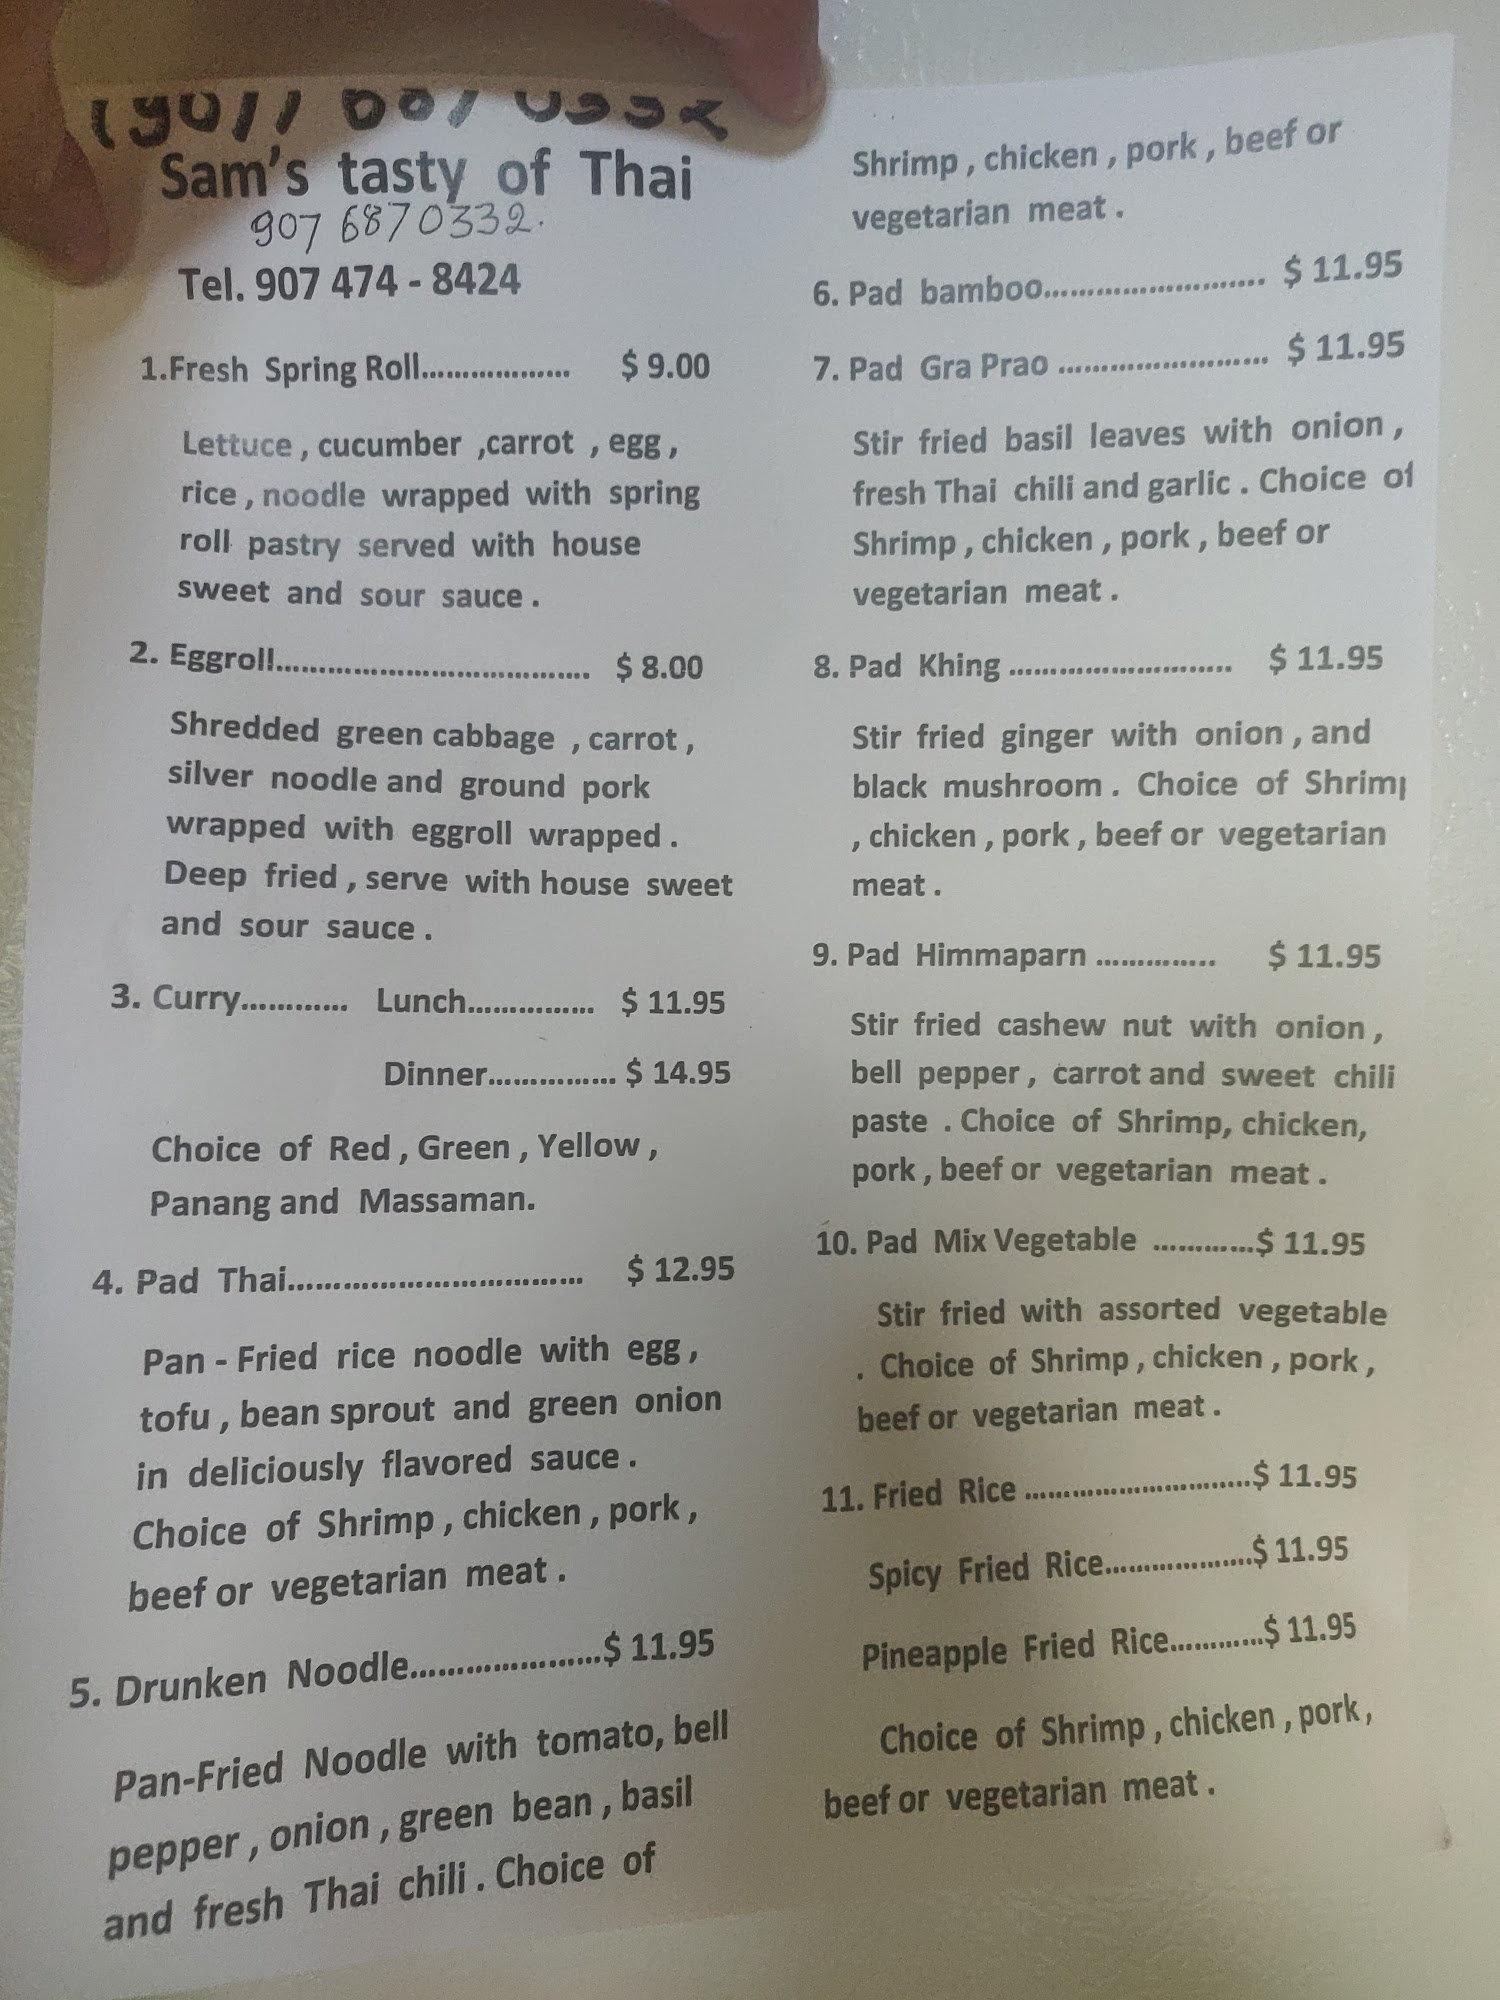 Sam's tasty of Thai
907 6870332.
Tel. 907 474 - 8424
1.Fresh Spring Roll................... $ 9.00
Lettuce , cucumber ,carrot , egg ,
rice , noodle wrapped with spring
roll pastry served with house
sweet and sour sauce .
2. Eggroll........................................ $ 8.00
Shredded green cabbage , carrot ,
silver noodle and ground pork
wrapped with eggroll wrapped .
Deep fried , serve with house sweet
and sour sauce .
3. Curry............. Lunch................ $ 11.95
Dinner................ $ 14.95
Choice of Red , Green , Yellow ,
Panang and Massaman.
4. Pad Thai..................................... $ 12.95
Pan - Fried rice noodle with egg ,
tofu , bean sprout and green onion
in deliciously flavored sauce .
Choice of Shrimp , chicken , pork ,
beef or vegetarian meat .
5. Drunken Noodle.......................$ 11.95
Pan-Fried Noodle with tomato, bell
pepper , onion , green bean , basil
and fresh Thai chili . Choice of
Shrimp , chicken , pork , beef or
vegetarian meat .
6. Pad bamboo........................... $ 11.95
7. Pad Gra Prao .......................... $ 11.95
Stir fried basil leaves with onion ,
fresh Thai chili and garlic . Choice of
Shrimp , chicken , pork , beef or
vegetarian meat .
8. Pad Khing ........................... $ 11.95
Stir fried ginger with onion , and
black mushroom . Choice of Shrimp
, chicken , pork , beef or vegetarian
meat .
9. Pad Himmaparn ............... $ 11.95
Stir fried cashew nut with onion ,
bell pepper , carrot and sweet chili
paste . Choice of Shrimp, chicken,
pork , beef or vegetarian meat .
10. Pad Mix Vegetable .............$ 11.95
Stir fried with assorted vegetable
. Choice of Shrimp , chicken , pork ,
beef or vegetarian meat .
11. Fried Rice ............................$ 11.95
Spicy Fried Rice...................$ 11.95
Pineapple Fried Rice............$ 11.95
Choice of Shrimp , chicken , pork ,
beef or vegetarian meat .